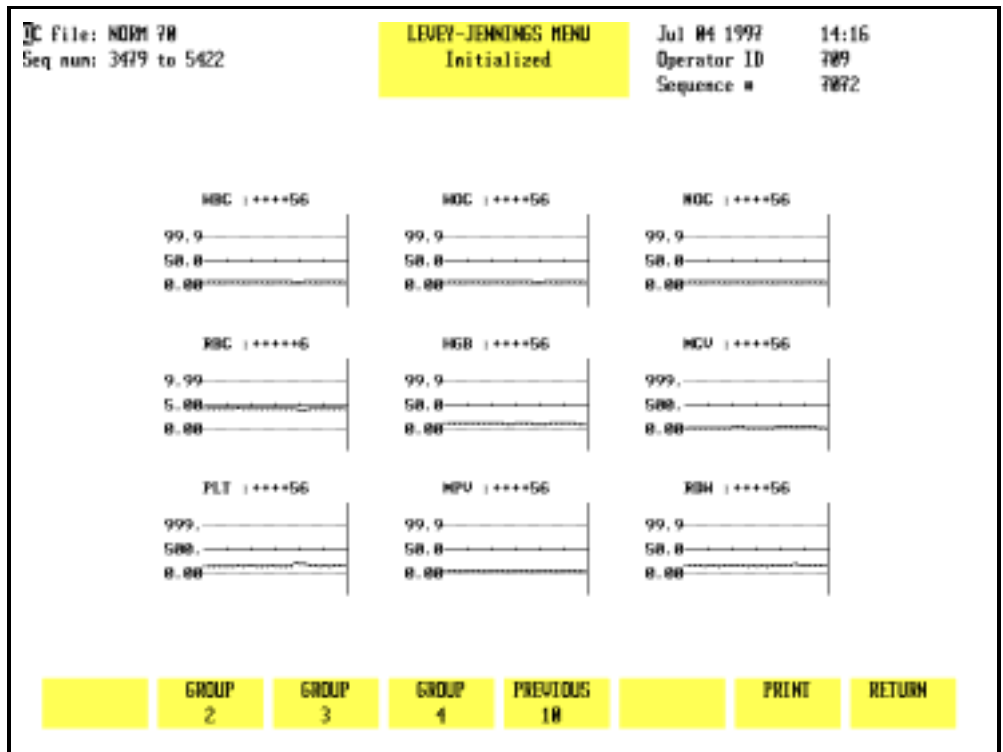 QC file: NORM 70
LEVEY-JENNINGS MENU
Jul 04 1997 14:16
Seq num: 3479 to 5422
Initialized
Operator ID 709
Sequence # 7072
WBC :++++56
WOC :++++56
NOC :++++56
99.9
99.9
99.9
50.0
50.0
50.0
0.00
0.00
0.00
RBC :+++++6
HGB :++++56
MCV :++++56
9.99
99.9
999.
5.00
50.0
500.
0.00
0.00
0.00
PLT :++++56
MPV :++++56
RDW :++++56
999.
99.9
99.9
500.
50.0
50.0
0.00
0.00
0.00
GROUP 2
GROUP 3
GROUP 4
PREVIOUS 10
PRINT
RETURN